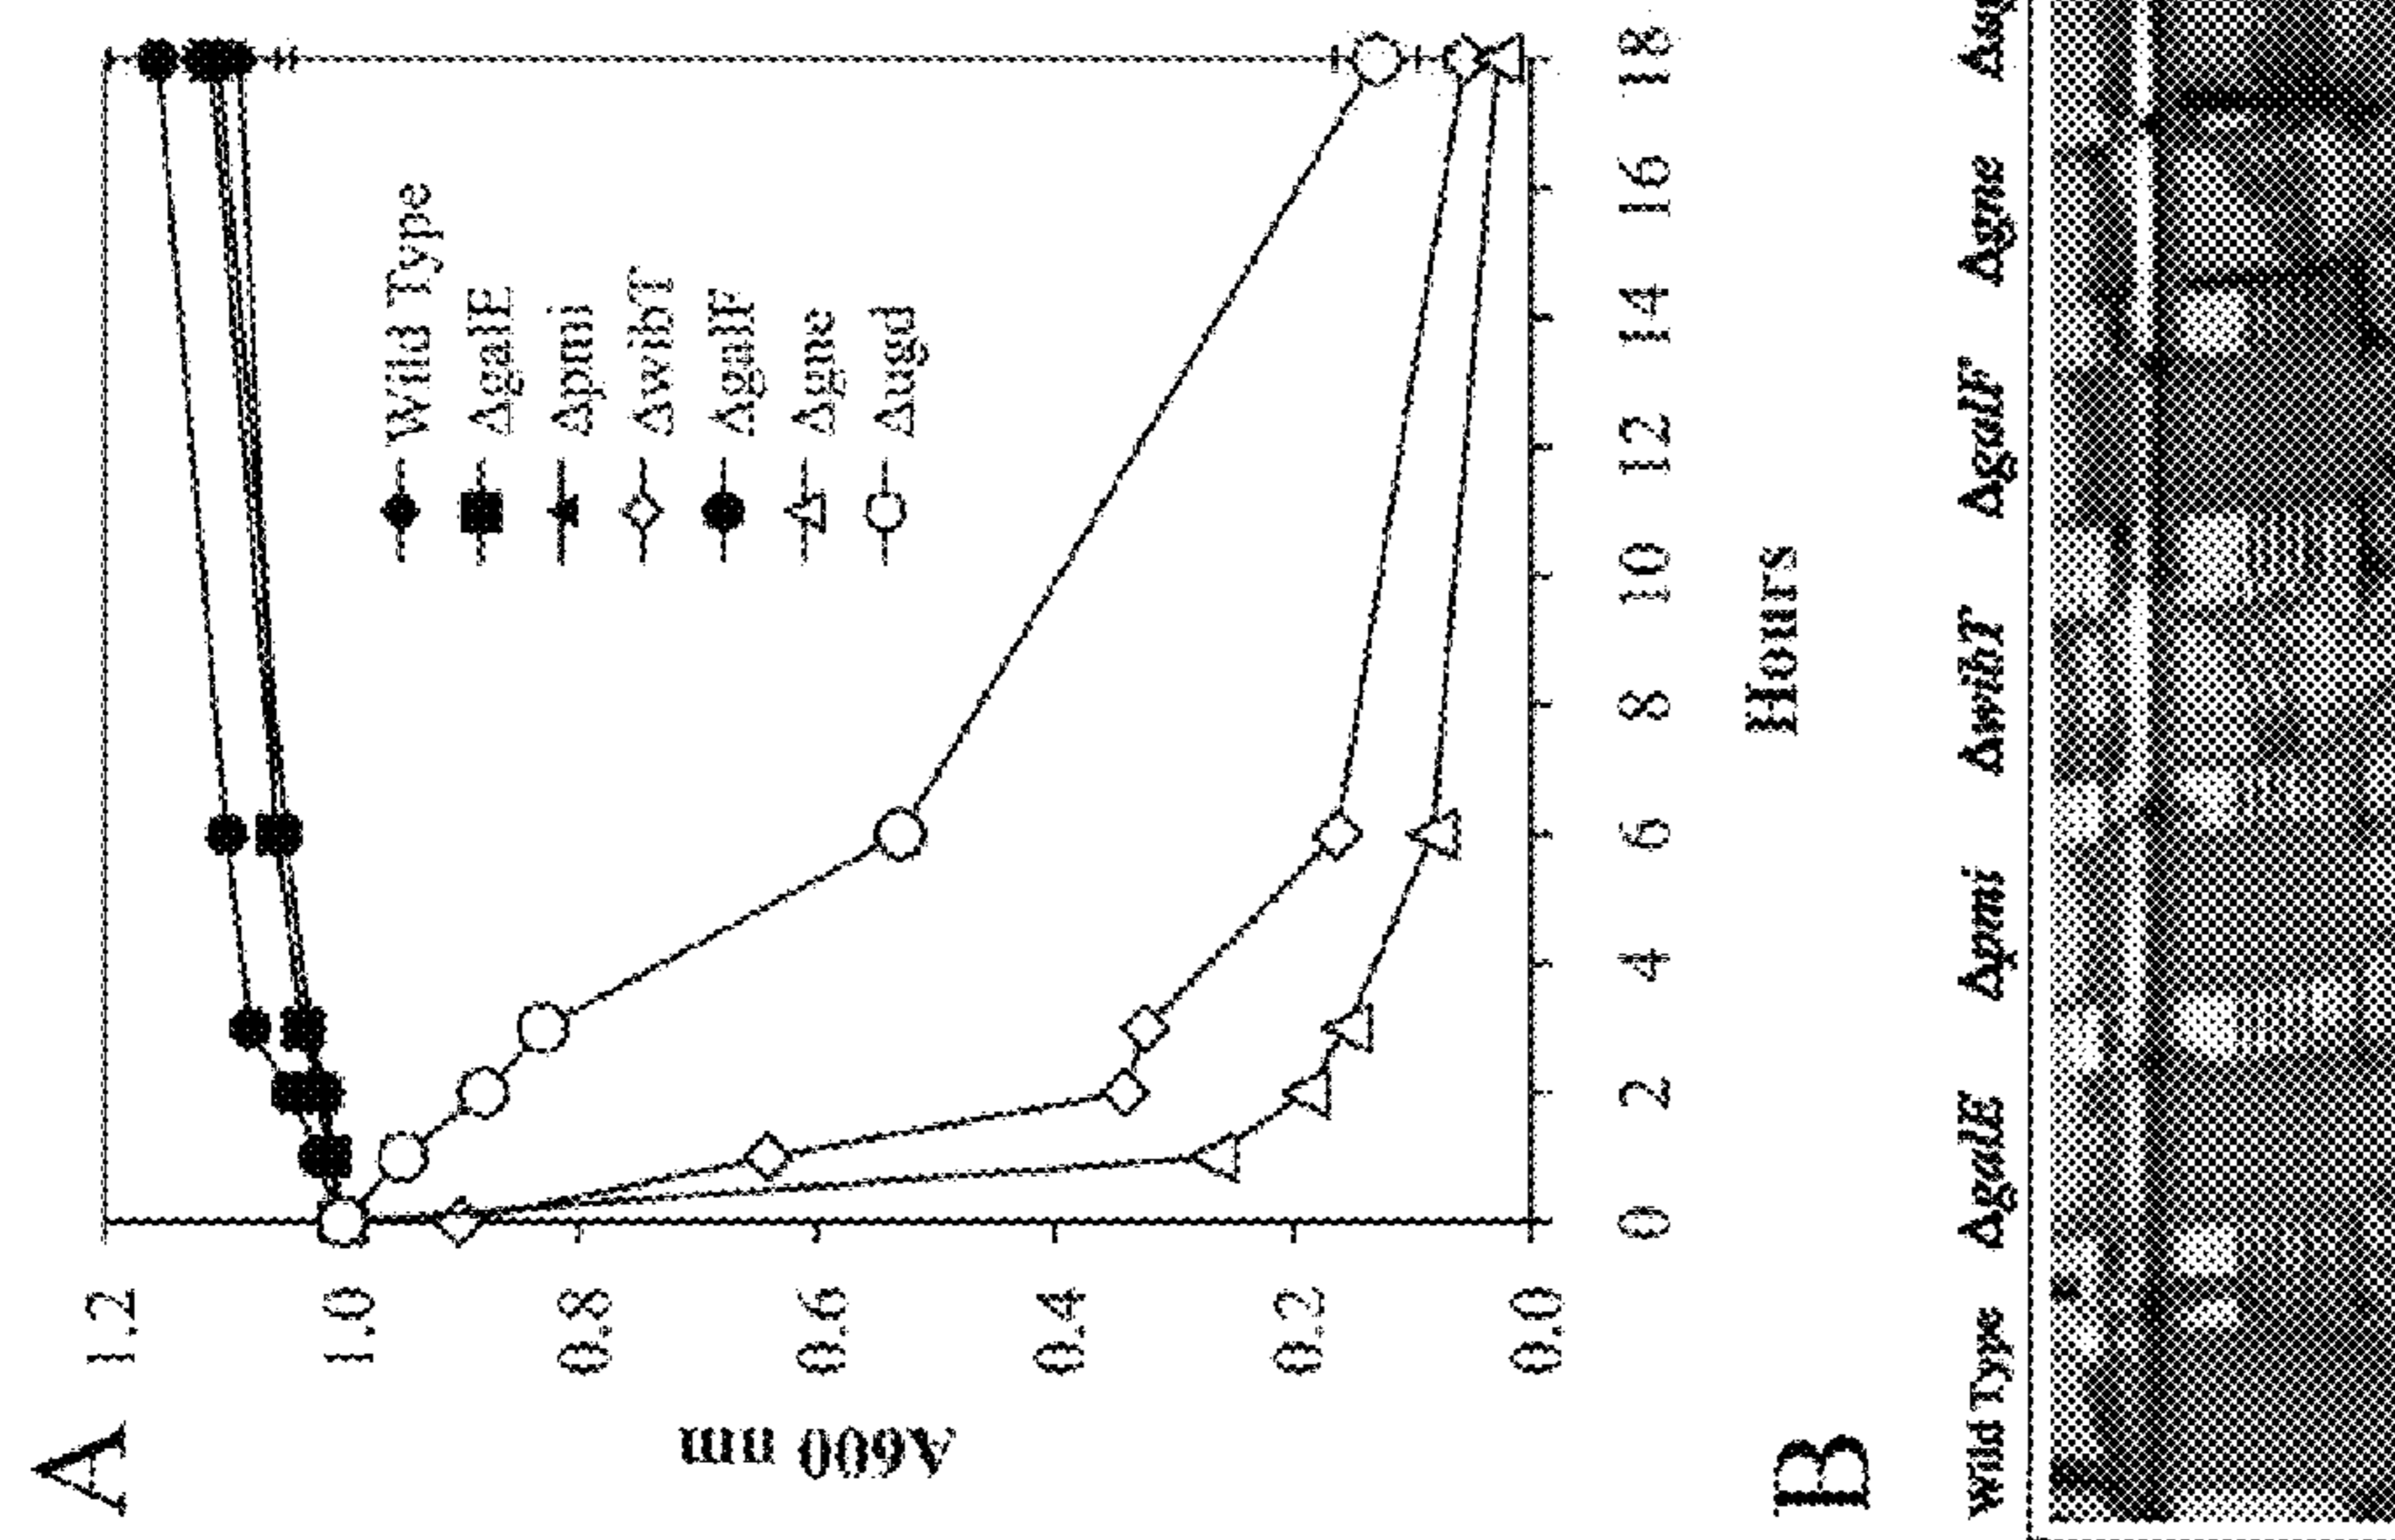 A
1.2
1.0
0.8
0.6
0.4
0.2
0.0
A600 nm
Wild Type
ΔgalE
Δpmi
ΔwibT
ΔgalF
Δgne
Δugd
0 2 4 6 8 10 12 14 16 18
Hours
B
Wild Type ΔgalE Δpmi ΔwibT ΔgalF Δgne